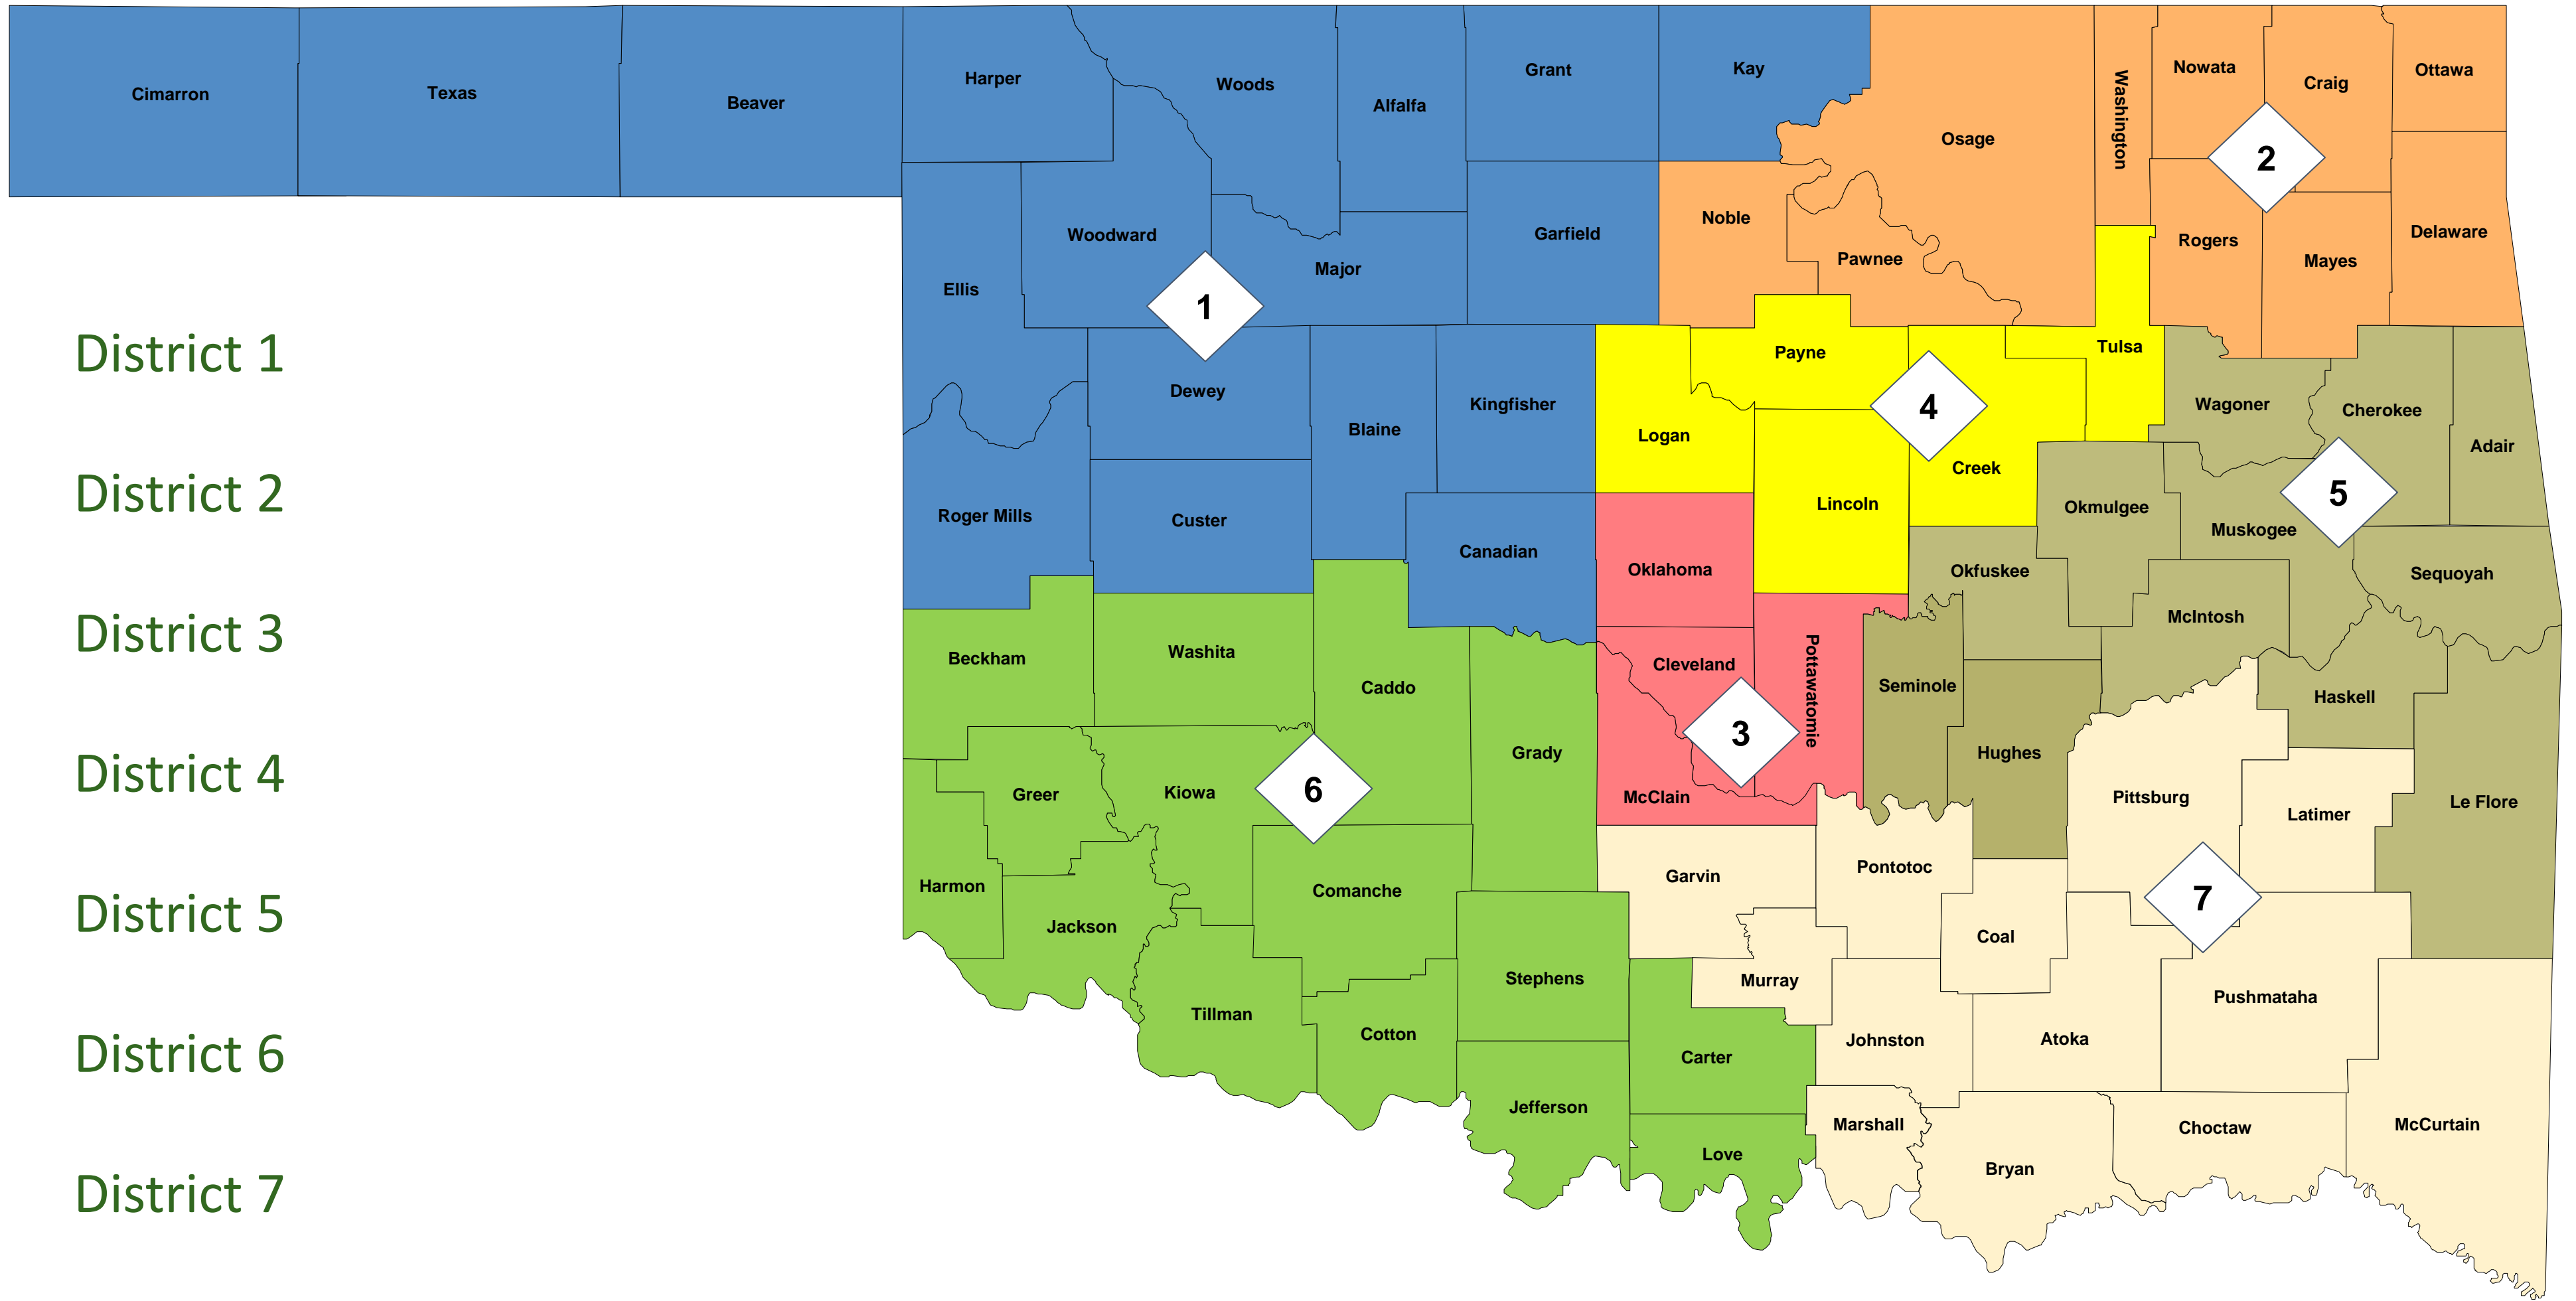 Cimarron
Texas
Beaver
Harper
Woods
Alfalfa
Grant
Kay
Osage
Washington
Nowata
Craig
Ottawa
2
Ellis
Woodward
Major
Garfield
Noble
Pawnee
Rogers
Mayes
Delaware
1
District 1
District 2
District 3
District 4
District 5
District 6
District 7
Dewey
Blaine
Kingfisher
Logan
Payne
4
Creek
Tulsa
Wagoner
Cherokee
Adair
5
Roger Mills
Custer
Canadian
Oklahoma
Lincoln
Okmulgee
Muskogee
Okfuskee
Sequoyah
McIntosh
Beckham
Washita
Caddo
Grady
Cleveland
Pottawatomie
3
McClain
Seminole
Hughes
Haskell
Pittsburg
Latimer
Le Flore
Greer
Kiowa
6
Harmon
Jackson
Comanche
Garvin
Pontotoc
Coal
7
Tillman
Cotton
Stephens
Murray
Johnston
Atoka
Pushmataha
Carter
Jefferson
Love
Marshall
Bryan
Choctaw
McCurtain